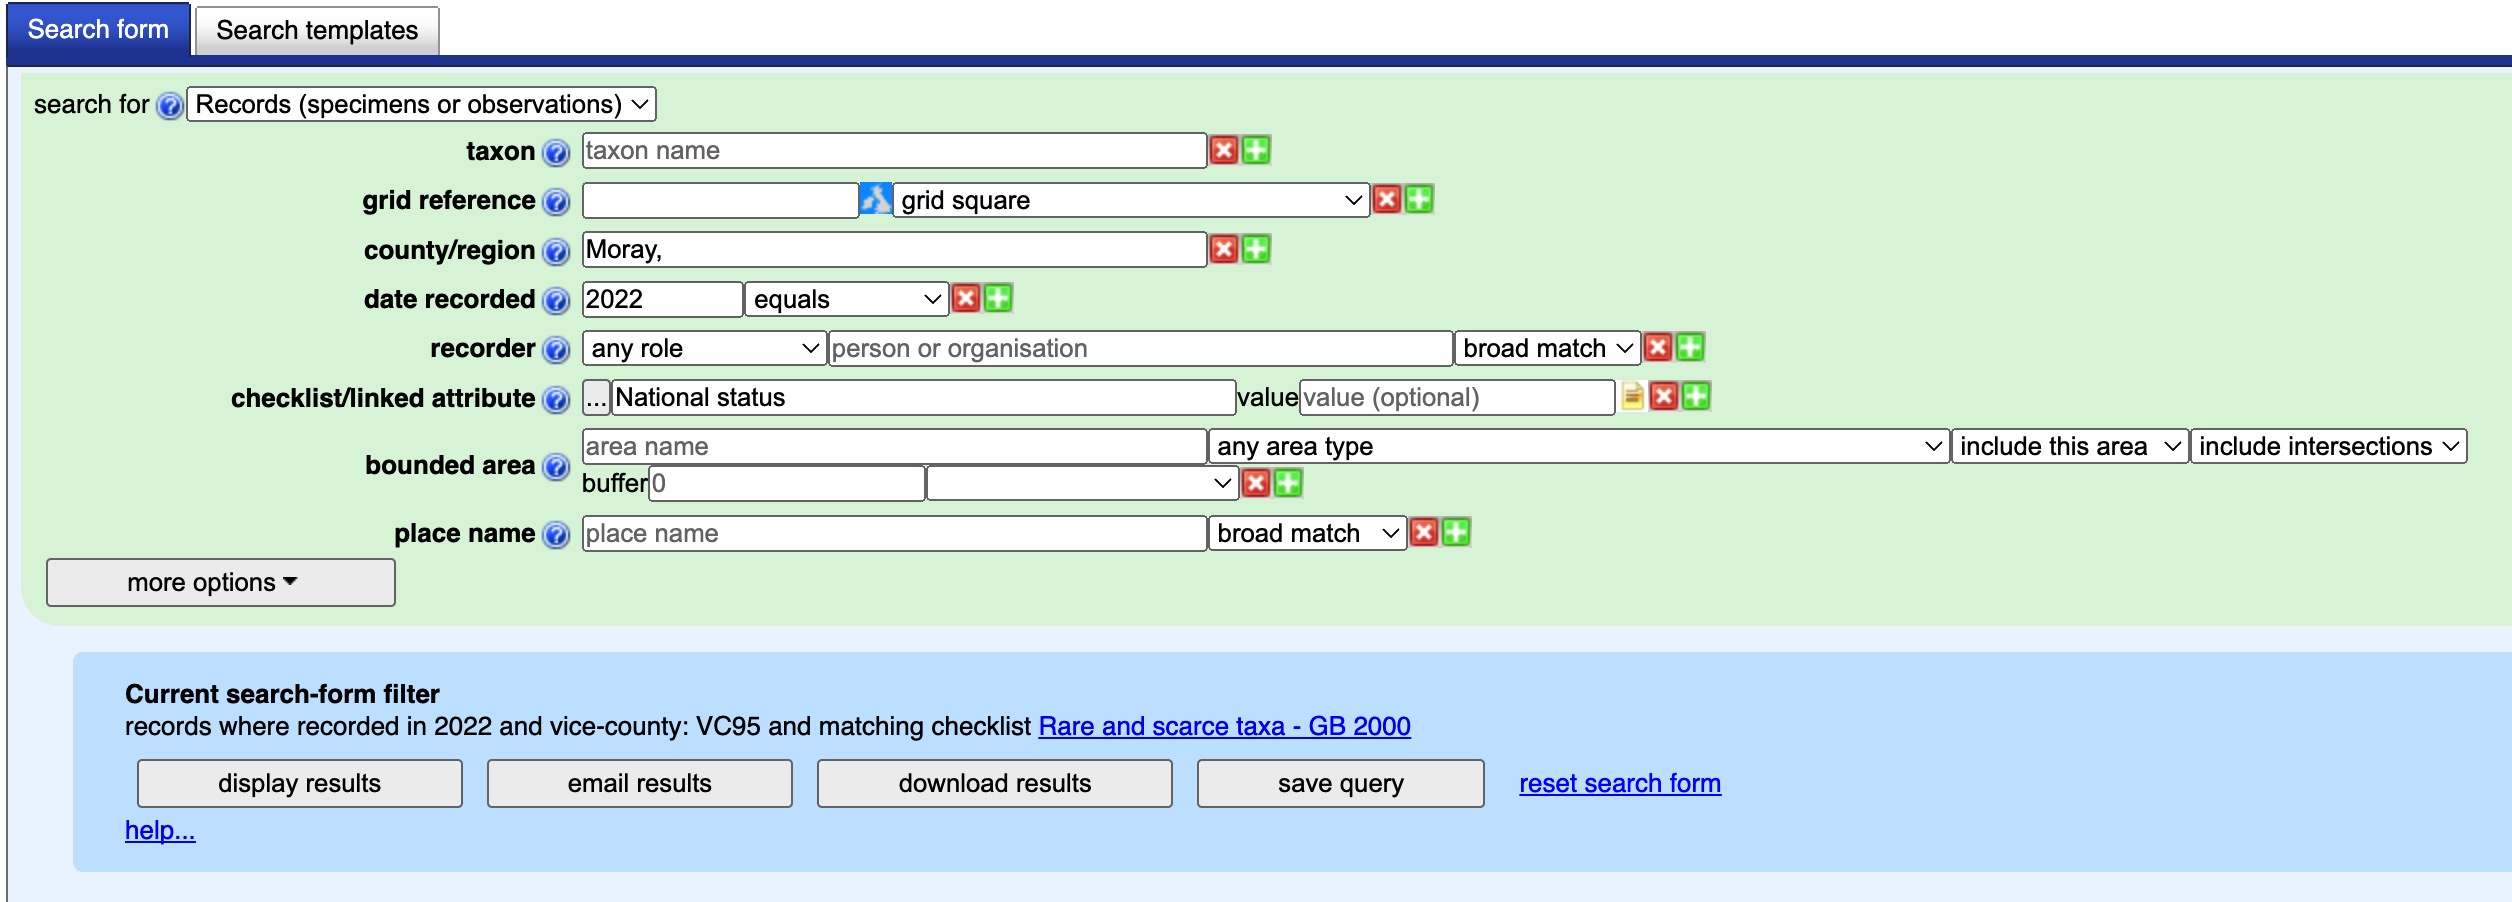 Search form Search templates
search for Records (specimens or observations)
taxon taxon name
grid reference grid square
county/region Moray,
date recorded 2022 equals
recorder any role person or organisation broad match
checklist/linked attribute ... National status value value (optional)
bounded area area name any area type include this area include intersections
buffer 0
place name place name broad match
more options
Current search-form filter
records where recorded in 2022 and vice-county: VC95 and matching checklist Rare and scarce taxa - GB 2000
display results email results download results save query reset search form
help...